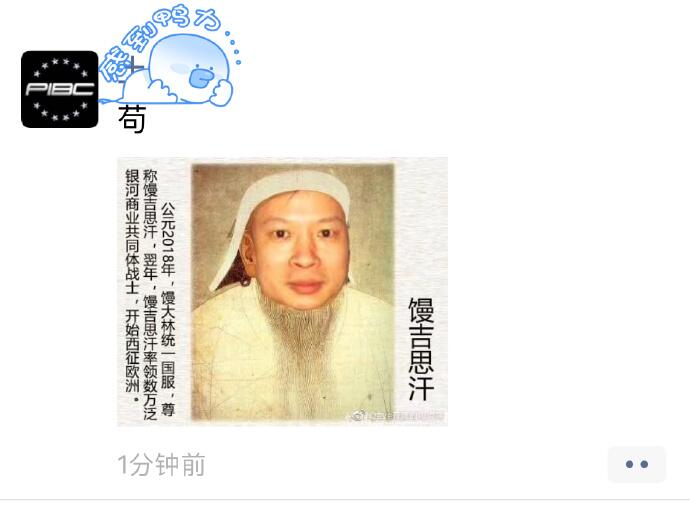 感到鸭力....
PIBC
苟
公元2018年，馒大林统一国服，尊
称馒吉思汗，翌年，馒吉思汗率领数万泛
银河商业共同体战士，开始西征欧洲。
馒吉思汗
1分钟前